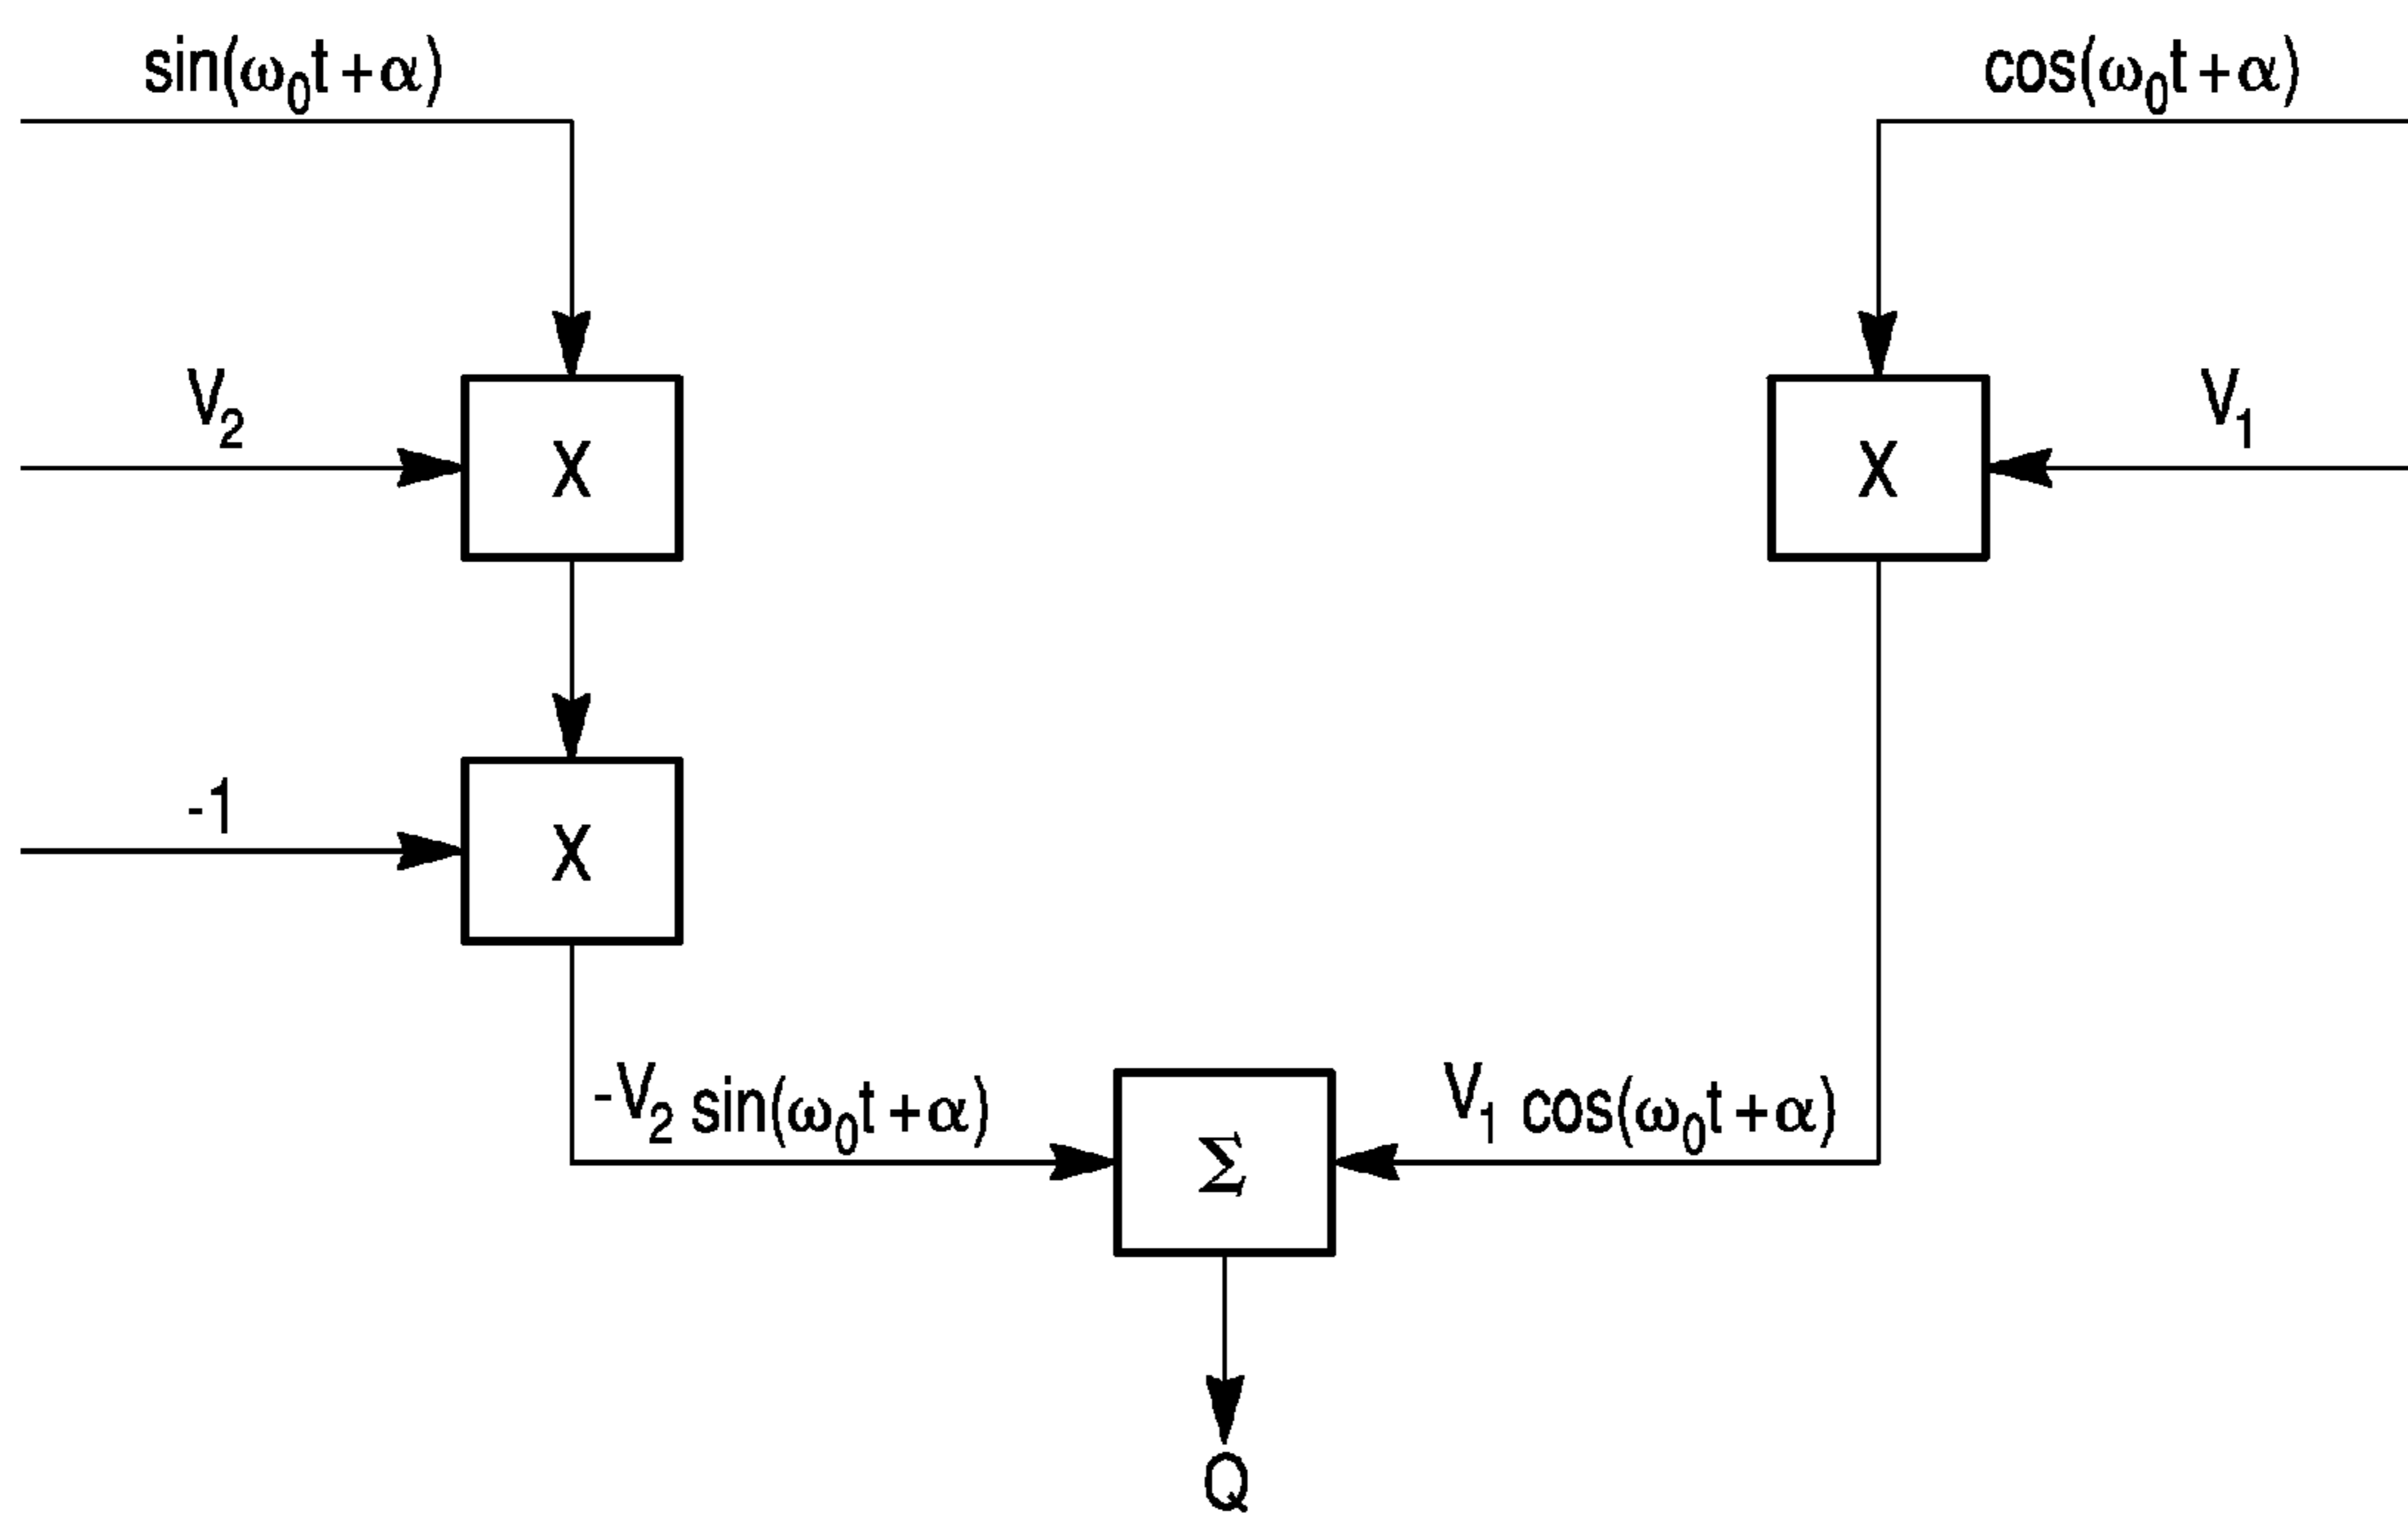 sin(ω₀t+α)
cos(ω₀t+α)
V₂
V₁
X
X
-1
X
-V₂ sin(ω₀t+α)
V₁ cos(ω₀t+α)
Σ
Q